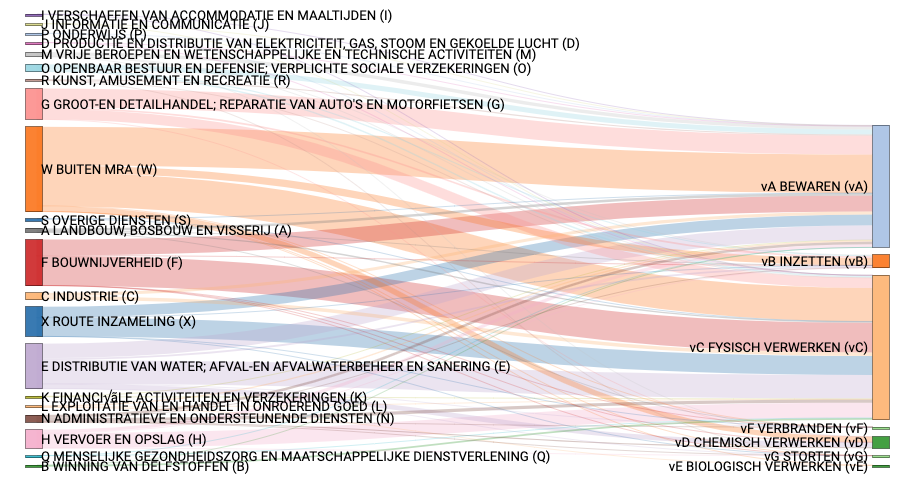 I VERSCHAFFEN VAN ACCOMMODATIE EN MAALTIJDEN (I)
J INFORMATIE EN COMMUNICATIE (J)
P ONDERWIJS (P)
D PRODUCTIE EN DISTRIBUTIE VAN ELEKTRICITEIT, GAS, STOOM EN GEKOELDE LUCHT (D)
M VRIJE BEROEPEN EN WETENSCHAPPELIJKE EN TECHNISCHE ACTIVITEITEN (M)
O OPENBAAR BESTUUR EN DEFENSIE; VERPLICHTE SOCIALE VERZEKERINGEN (O)
R KUNST, AMUSEMENT EN RECREATIE (R)
G GROOT-EN DETAILHANDEL; REPARATIE VAN AUTO'S EN MOTORFIETSEN (G)
W BUITEN MRA (W)
S OVERIGE DIENSTEN (S)
A LANDBOUW, BOSBOUW EN VISSERIJ (A)
F BOUWNIJVERHEID (F)
C INDUSTRIE (C)
X ROUTE INZAMELING (X)
E DISTRIBUTIE VAN WATER; AFVAL-EN AFVALWATERBEHEER EN SANERING (E)
K FINANCI√ãLE ACTIVITEITEN EN VERZEKERINGEN (K)
L EXPLOITATIE VAN EN HANDEL IN ONROEREND GOED (L)
N ADMINISTRATIEVE EN ONDERSTEUNENDE DIENSTEN (N)
H VERVOER EN OPSLAG (H)
Q MENSELIJKE GEZONDHEIDSZORG EN MAATSCHAPPELIJKE DIENSTVERLENING (Q)
B WINNING VAN DELFSTOFFEN (B)
vA BEWAREN (vA)
vB INZETTEN (vB)
vC FYSISCH VERWERKEN (vC)
vF VERBRANDEN (vF)
vD CHEMISCH VERWERKEN (vD)
vG STORTEN (vG)
vE BIOLOGISCH VERWERKEN (vE)